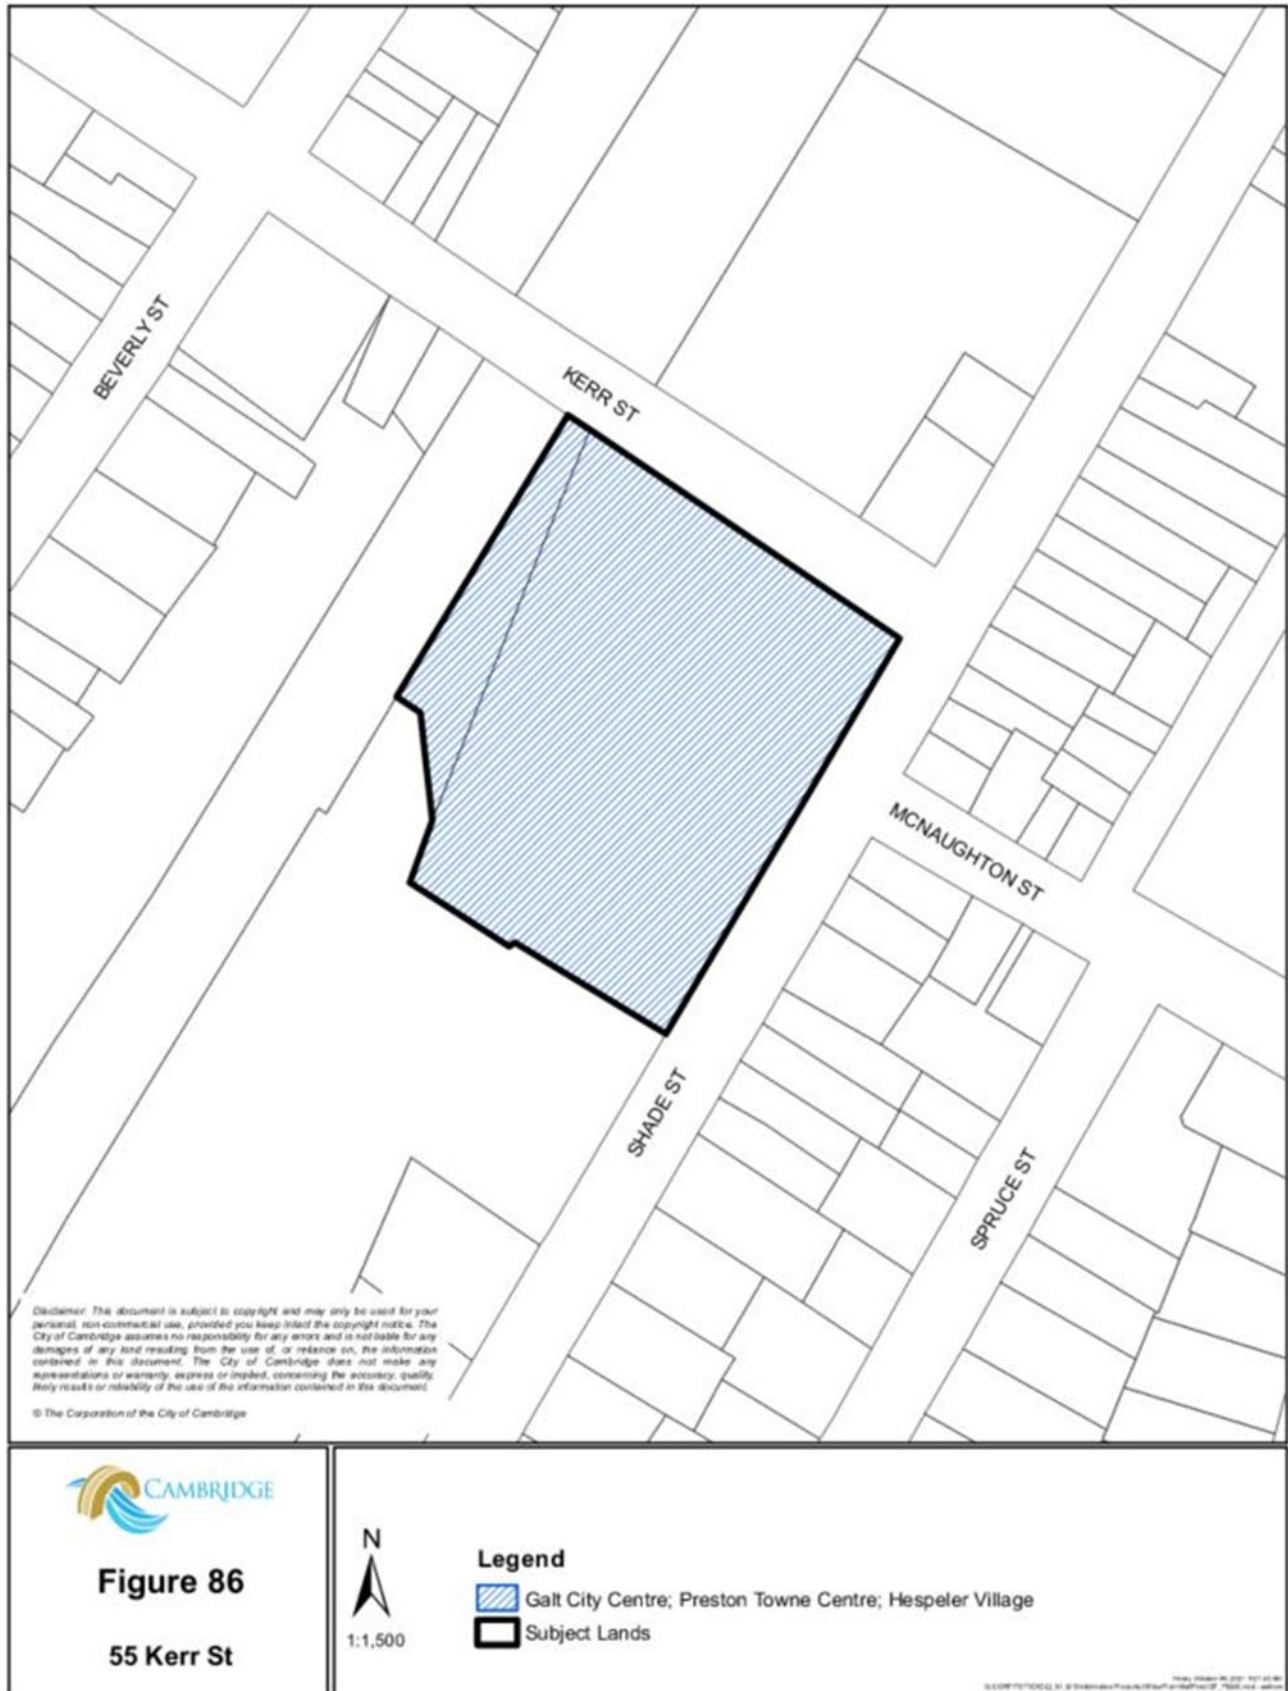 BEVERLY ST
KERR ST
MCNAUGHTON ST
SHADE ST
SPRUCE ST
Disclaimer: This document is subject to copyright and may only be used for your
personal, non-commercial use, provided you keep intact the copyright notice. The
City of Cambridge assumes no responsibility for any errors and is not liable for any
damages of any kind resulting from the use of, or reliance on, the information
contained in this document. The City of Cambridge does not make any
representations or warranty, express or implied, concerning the accuracy, quality,
likely results or reliability of the use of the information contained in this document.
© The Corporation of the City of Cambridge
CAMBRIDGE
Figure 86
55 Kerr St
N
1:1,500
Legend
Galt City Centre; Preston Towne Centre; Hespeler Village
Subject Lands